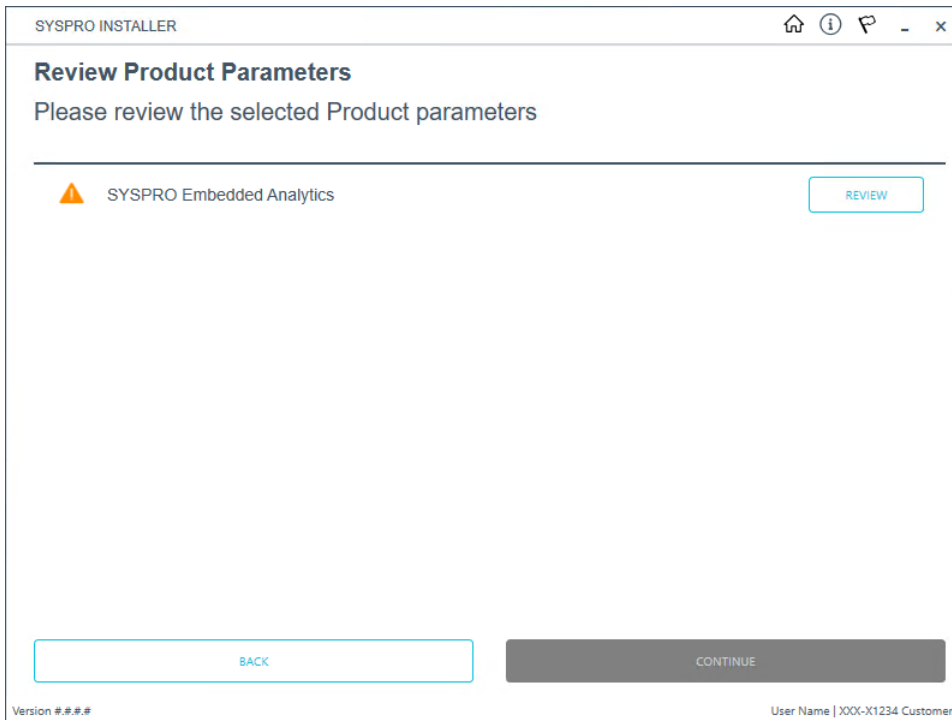 SYSPRO INSTALLER
Review Product Parameters
Please review the selected Product parameters
SYSPRO Embedded Analytics
REVIEW
BACK
CONTINUE
Version #.#.#.#
User Name | XXX-X1234 Customer